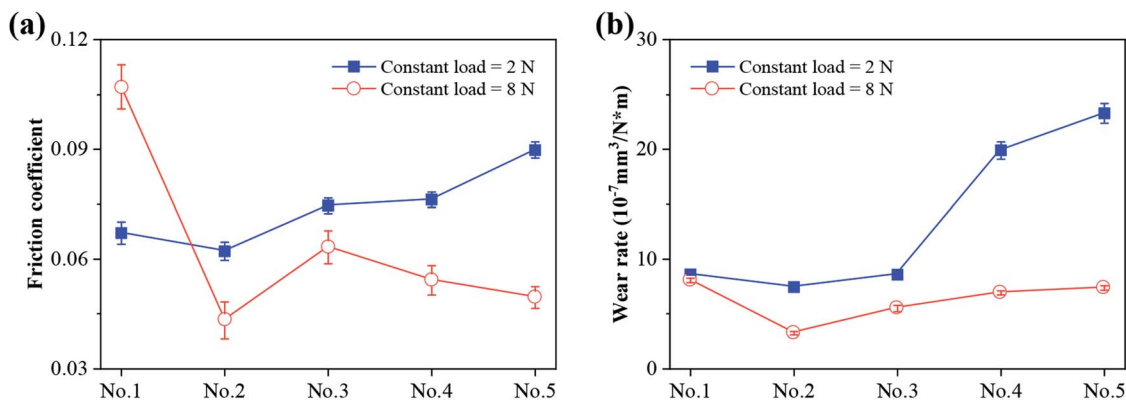 (a)
0.12
0.09
0.06
0.03
Friction coefficient
Constant load = 2 N
Constant load = 8 N
No.1 No.2 No.3 No.4 No.5
(b)
30
20
10
0
Wear rate (10⁻⁷mm³/N*m)
Constant load = 2 N
Constant load = 8 N
No.1 No.2 No.3 No.4 No.5